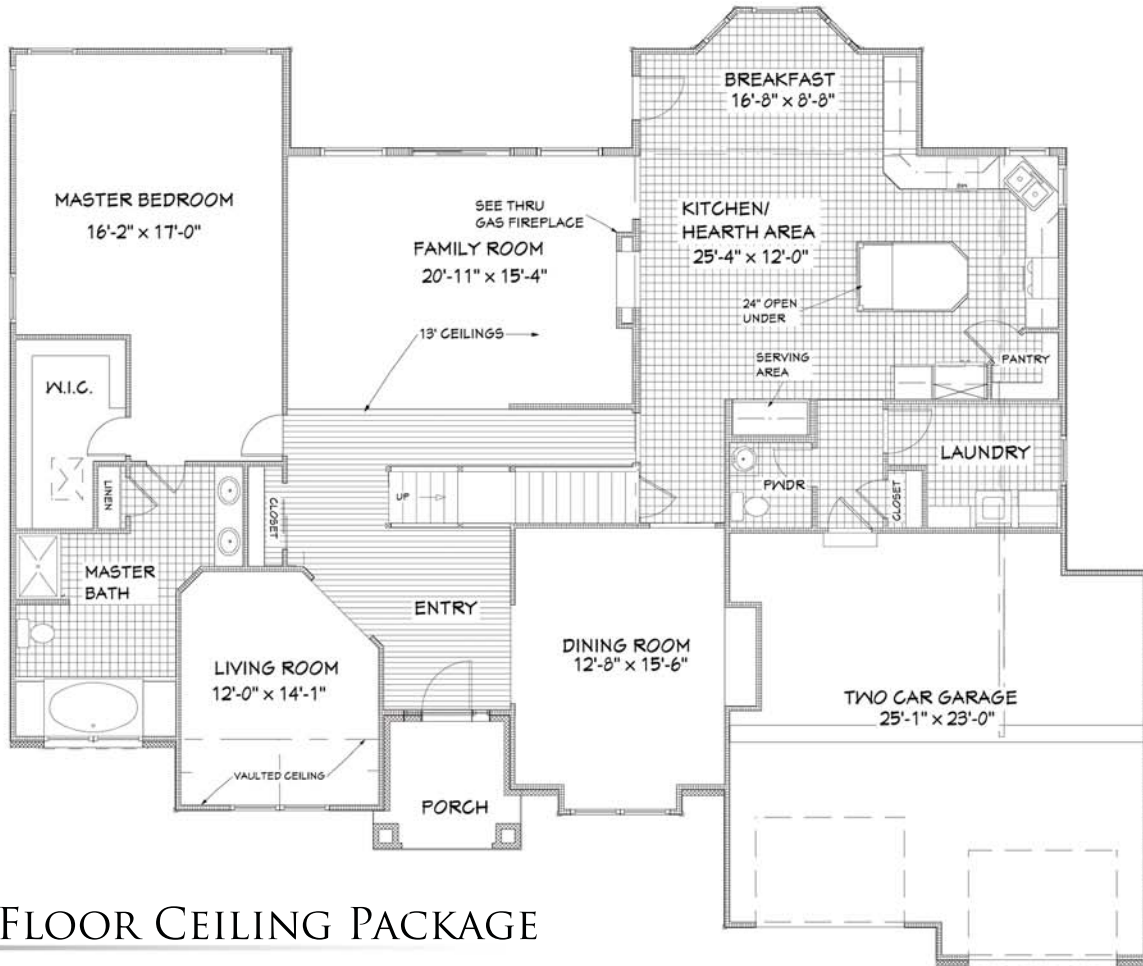 BREAKFAST
16'-8" x 8'-8"
MASTER BEDROOM
16'-2" x 17'-0"
SEE THRU
GAS FIREPLACE
FAMILY ROOM
20'-11" x 15'-4"
KITCHEN/
HEARTH AREA
25'-4" x 12'-0"
24" OPEN
UNDER
13' CEILINGS
SERVING
AREA
PANTRY
W.I.C.
LAUNDRY
LINEN
CLOSET
UP
PWDR
CLOSET
MASTER
BATH
ENTRY
LIVING ROOM
12'-0" x 14'-1"
DINING ROOM
12'-8" x 15'-6"
TWO CAR GARAGE
25'-1" x 23'-0"
VAULTED CEILING
PORCH
FLOOR CEILING PACKAGE